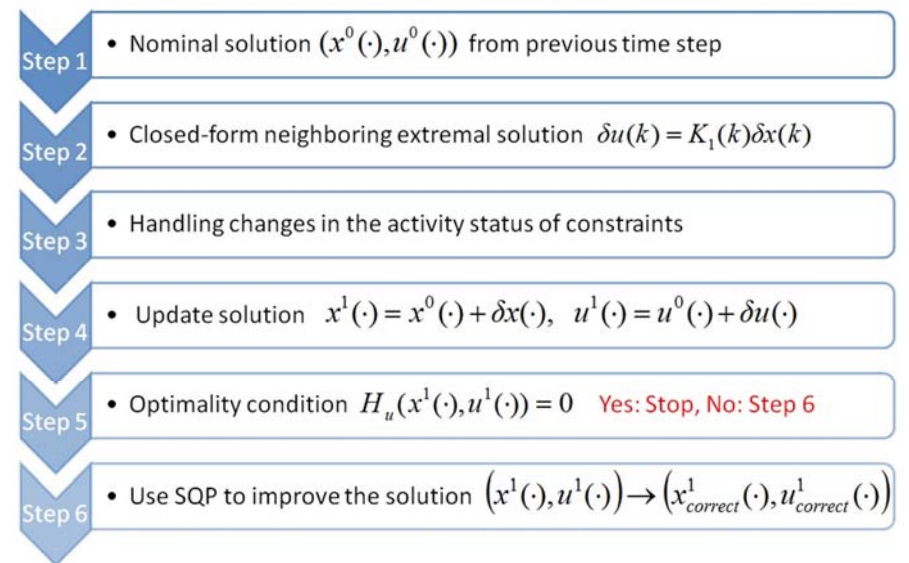 Step 1
• Nominal solution (x⁰(·),u⁰(·)) from previous time step
Step 2
• Closed-form neighboring extremal solution δu(k) = K₁(k)δx(k)
Step 3
• Handling changes in the activity status of constraints
Step 4
• Update solution x¹(·) = x⁰(·) + δx(·), u¹(·) = u⁰(·) + δu(·)
Step 5
• Optimality condition Hᵤ(x¹(·),u¹(·)) = 0 Yes: Stop, No: Step 6
Step 6
• Use SQP to improve the solution (x¹(·),u¹(·)) → (x¹_correct(·),u¹_correct(·))